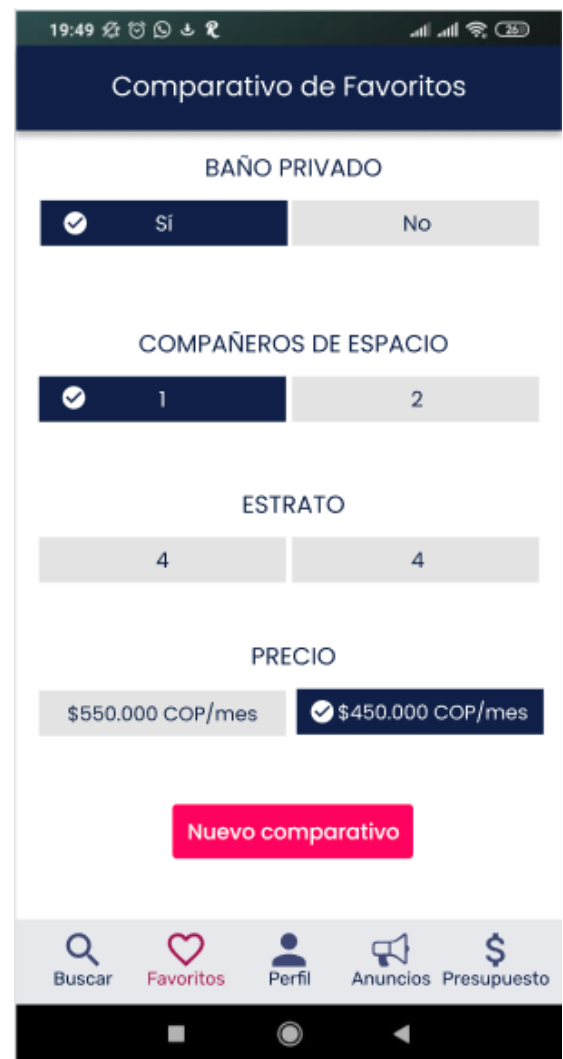 19:49
26
Comparativo de Favoritos
BAÑO PRIVADO
Sí No
COMPAÑEROS DE ESPACIO
1 2
ESTRATO
4 4
PRECIO
$550.000 COP/mes $450.000 COP/mes
Nuevo comparativo
Buscar Favoritos Perfil Anuncios Presupuesto